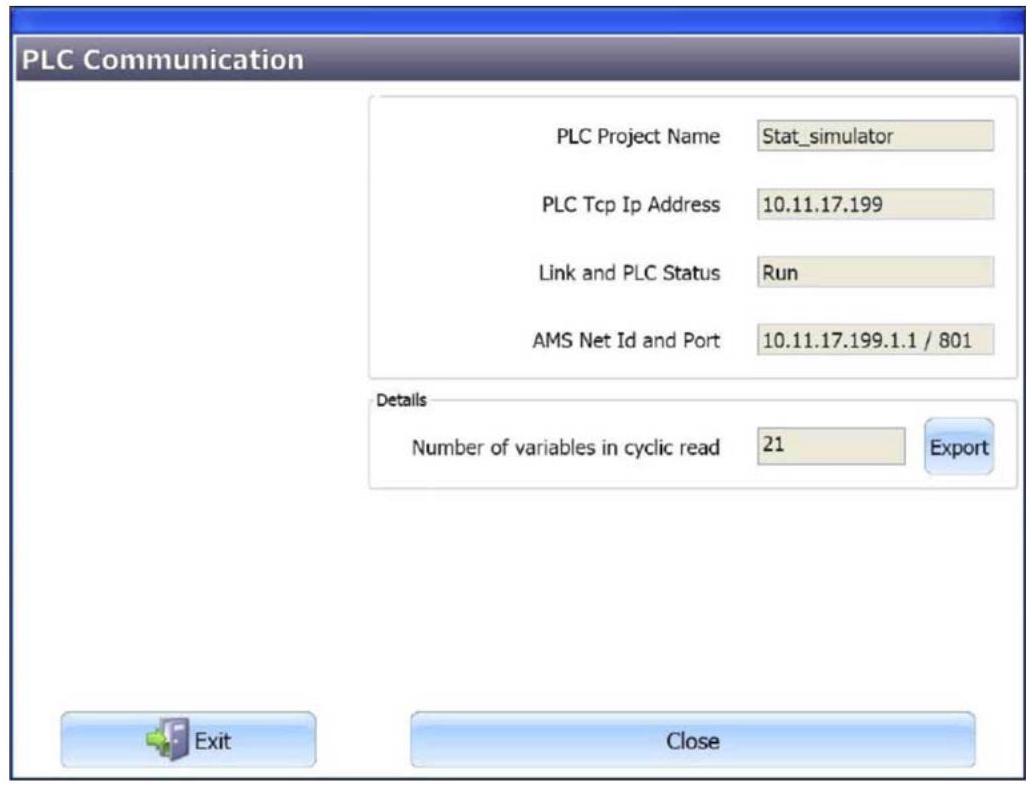 PLC Communication
PLC Project Name Stat_simulator
PLC Tcp Ip Address 10.11.17.199
Link and PLC Status Run
AMS Net Id and Port 10.11.17.199.1.1 / 801
Details
Number of variables in cyclic read 21 Export
Exit Close